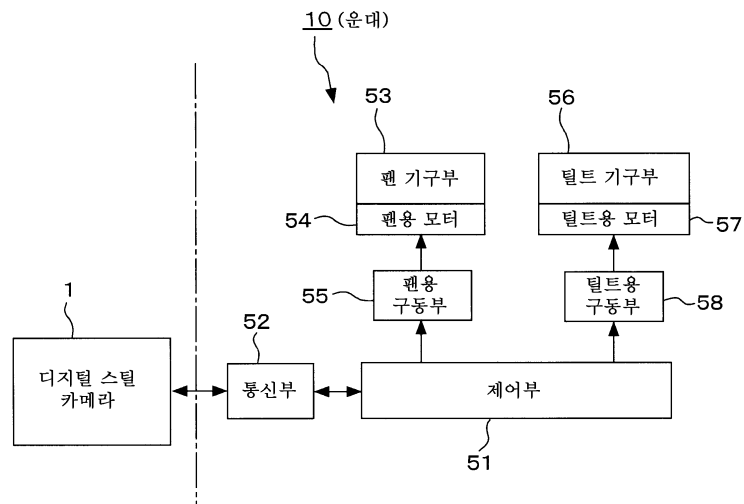 10 (운대)
53
56
팬 기구부
틸트 기구부
54
팬용 모터
틸트용 모터
57
55
팬용
구동부
틸트용
구동부
58
1
52
디지털 스틸
카메라
통신부
제어부
51